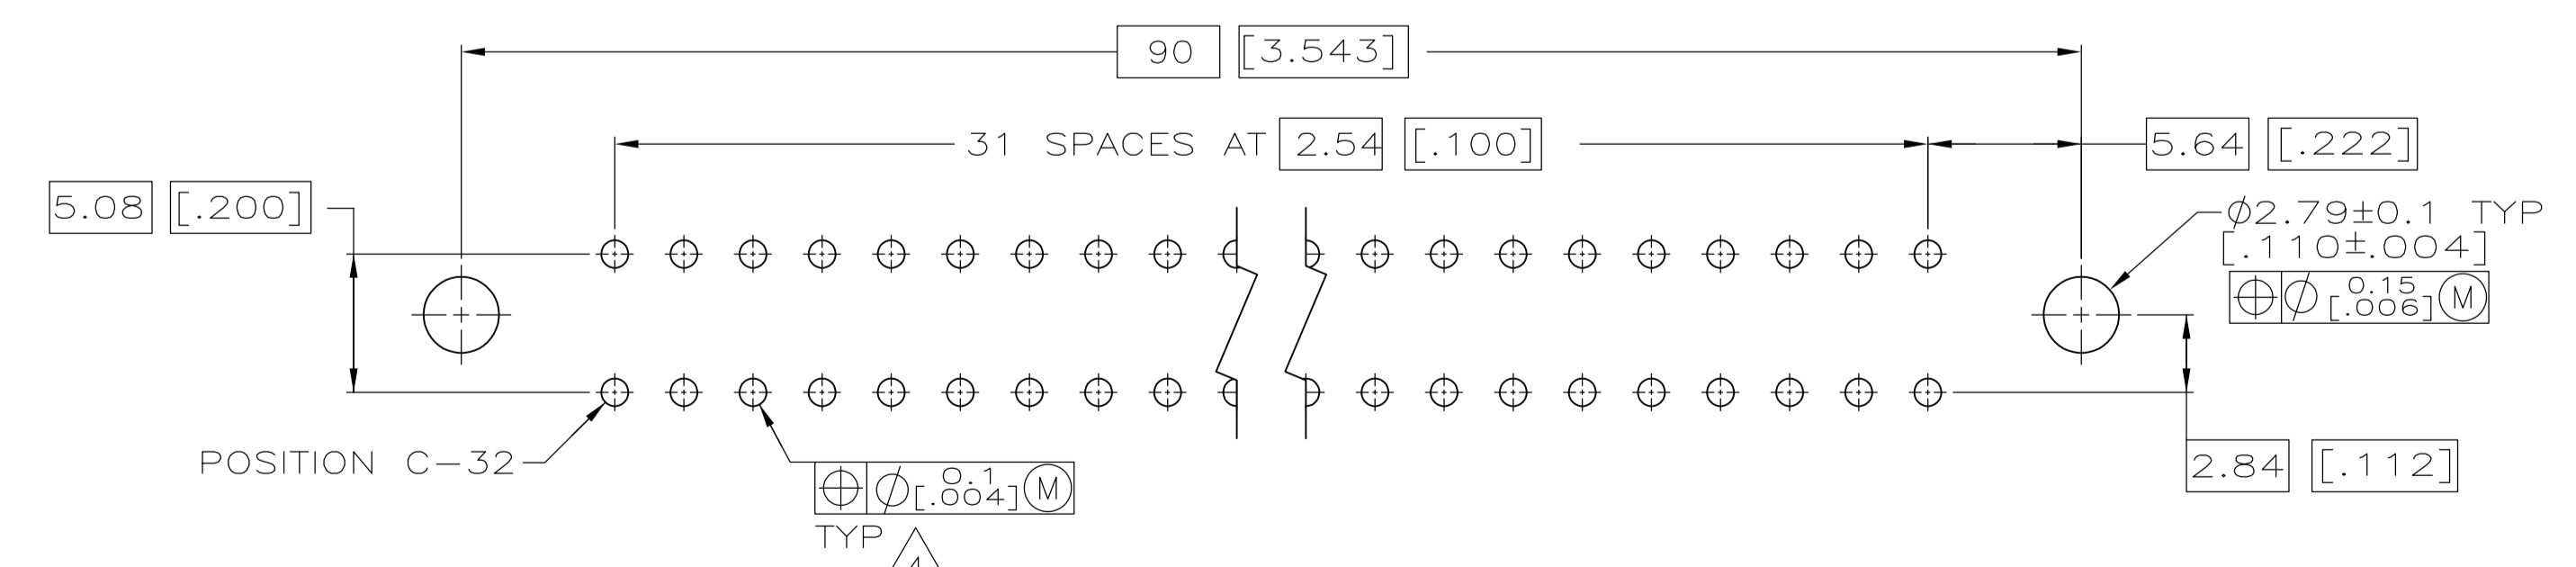 90 [3.543]
31 SPACES AT 2.54 [.100]
5.64 [.222]
5.08 [.200]
⌀2.79±0.1 TYP
[.110±.004]
⌖ ⌀ 0.15 [.006] Ⓜ
POSITION C-32
⌖ ⌀ 0.1 [.004] Ⓜ
TYP
2.84 [.112]